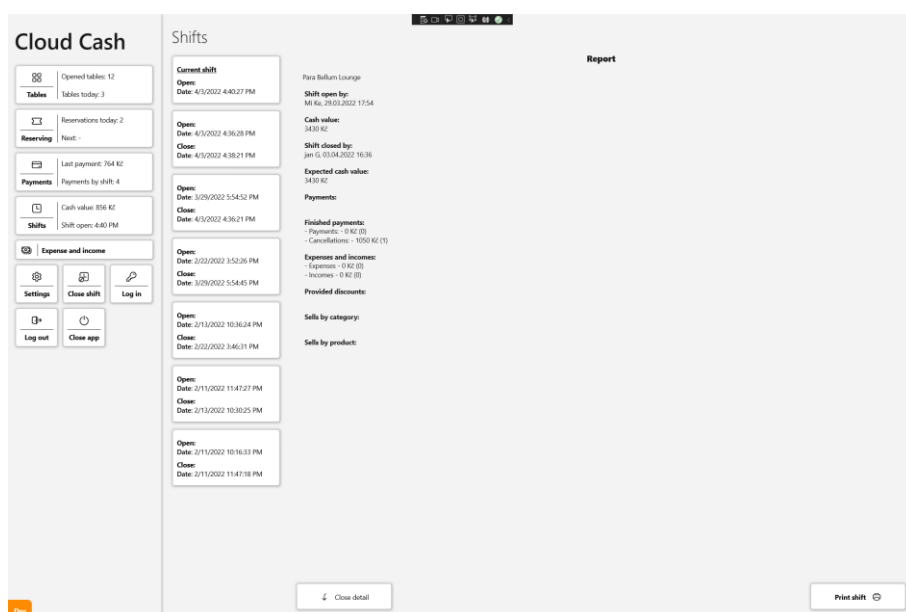 Cloud Cash
Tables
Opened tables: 12
Tables today: 3
Reserving
Reservations today: 2
Next: -
Payments
Last payment: 764 Kč
Payments by shift: 4
Shifts
Cash value: 856 Kč
Shift open: 4:40 PM
Expense and income
Settings
Close shift
Log in
Log out
Close app
Dev
Shifts
Current shift
Open:
Date: 4/3/2022 4:40:27 PM
Open:
Date: 4/3/2022 4:36:28 PM
Close:
Date: 4/3/2022 4:38:21 PM
Open:
Date: 3/29/2022 5:54:52 PM
Close:
Date: 4/3/2022 4:36:21 PM
Open:
Date: 2/22/2022 3:52:26 PM
Close:
Date: 3/29/2022 5:54:45 PM
Open:
Date: 2/13/2022 10:36:24 PM
Close:
Date: 2/22/2022 3:46:31 PM
Open:
Date: 2/11/2022 11:47:27 PM
Close:
Date: 2/13/2022 10:30:25 PM
Open:
Date: 2/11/2022 10:16:33 PM
Close:
Date: 2/11/2022 11:47:18 PM
Report
Para Bellum Lounge
Shift open by:
MI Ke, 29.03.2022 17:54
Cash value:
3430 Kč
Shift closed by:
jan G, 03.04.2022 16:36
Expected cash value:
3430 Kč
Payments:
Finished payments:
- Payments: - 0 Kč (0)
- Cancellations: - 1050 Kč (1)
Expenses and incomes:
- Expenses - 0 Kč (0)
- Incomes - 0 Kč (0)
Provided discounts:
Sells by category:
Sells by product:
Close detail
Print shift